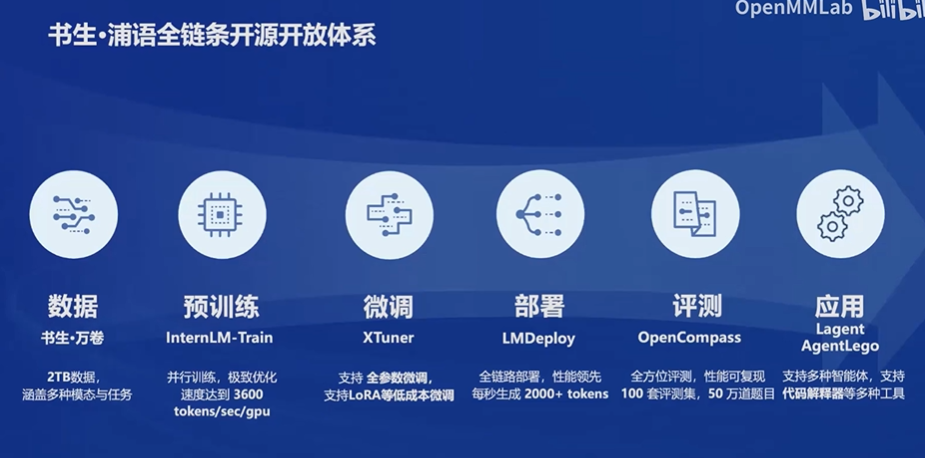 OpenMMLab bilibili
书生·浦语全链条开源开放体系
数据
书生·万卷
2TB数据，
涵盖多种模态与任务
预训练
InternLM-Train
并行训练，极致优化
速度达到 3600
tokens/sec/gpu
微调
XTuner
支持 全参数微调，
支持LoRA等低成本微调
部署
LMDeploy
全链路部署，性能领先
每秒生成 2000+ tokens
评测
OpenCompass
全方位评测，性能可复现
100 套评测集，50 万道题目
应用
Lagent
AgentLego
支持多种智能体，支持
代码解释器等多种工具